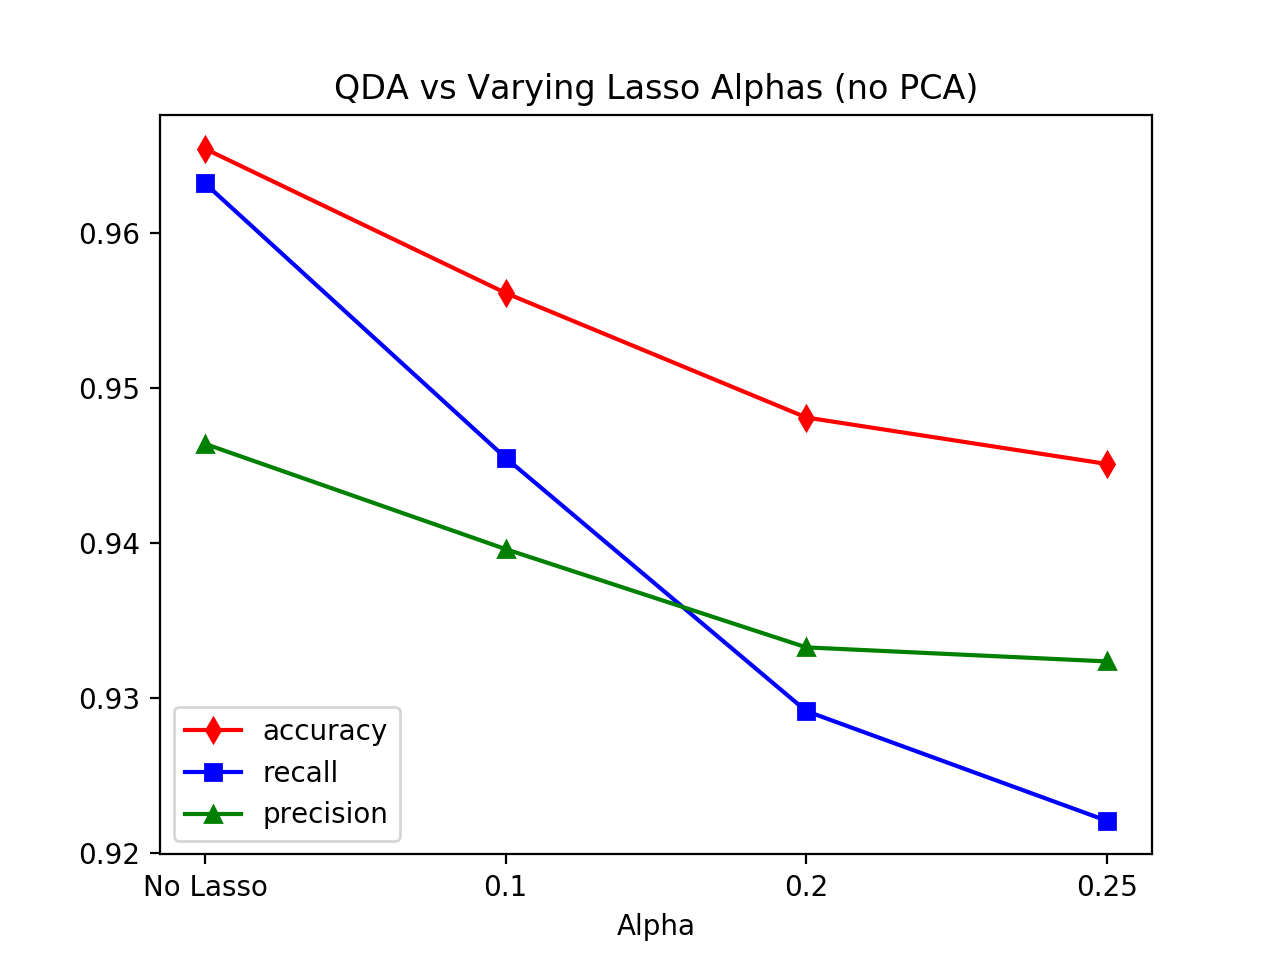 QDA vs Varying Lasso Alphas (no PCA)
0.96
0.95
0.94
0.93
0.92
accuracy
recall
precision
No Lasso 0.1 0.2 0.25
Alpha